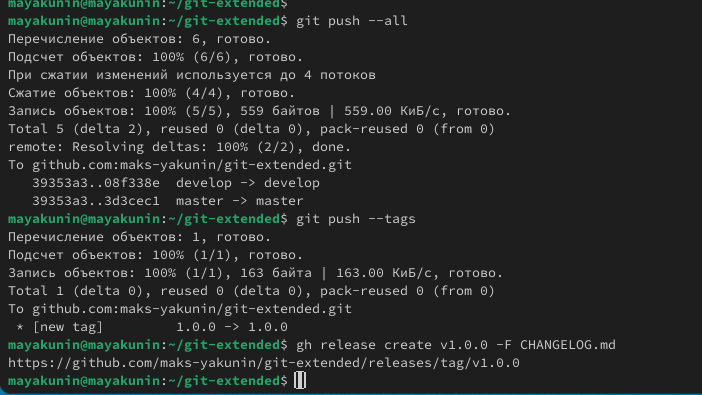 mayakunin@mayakunin:~/git-extended$
mayakunin@mayakunin:~/git-extended$ git push --all
Перечисление объектов: 6, готово.
Подсчет объектов: 100% (6/6), готово.
При сжатии изменений используется до 4 потоков
Сжатие объектов: 100% (4/4), готово.
Запись объектов: 100% (5/5), 559 байтов | 559.00 КиБ/с, готово.
Total 5 (delta 2), reused 0 (delta 0), pack-reused 0 (from 0)
remote: Resolving deltas: 100% (2/2), done.
To github.com:maks-yakunin/git-extended.git
   39353a3..08f338e  develop -> develop
   39353a3..3d3cec1  master -> master
mayakunin@mayakunin:~/git-extended$ git push --tags
Перечисление объектов: 1, готово.
Подсчет объектов: 100% (1/1), готово.
Запись объектов: 100% (1/1), 163 байта | 163.00 КиБ/с, готово.
Total 1 (delta 0), reused 0 (delta 0), pack-reused 0 (from 0)
To github.com:maks-yakunin/git-extended.git
 * [new tag]         1.0.0 -> 1.0.0
mayakunin@mayakunin:~/git-extended$ gh release create v1.0.0 -F CHANGELOG.md
https://github.com/maks-yakunin/git-extended/releases/tag/v1.0.0
mayakunin@mayakunin:~/git-extended$